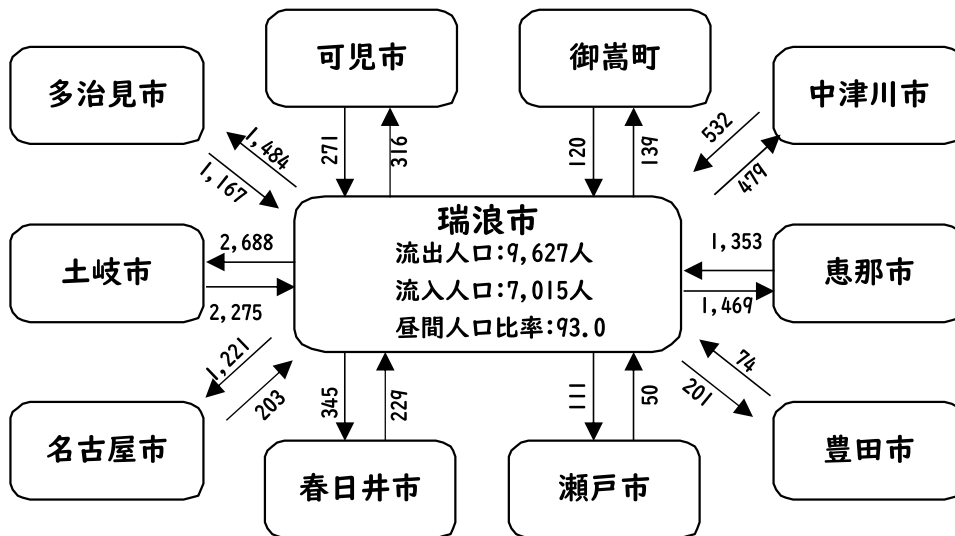 可児市
御嵩町
多治見市
中津川市
1,484
1,167
271
316
120
139
532
479
瑞浪市
流出人口:9,627人
流入人口:7,015人
昼間人口比率:93.0
土岐市
2,688
2,275
1,353
1,469
恵那市
1,221
203
345
229
111
50
74
201
名古屋市
豊田市
春日井市
瀬戸市